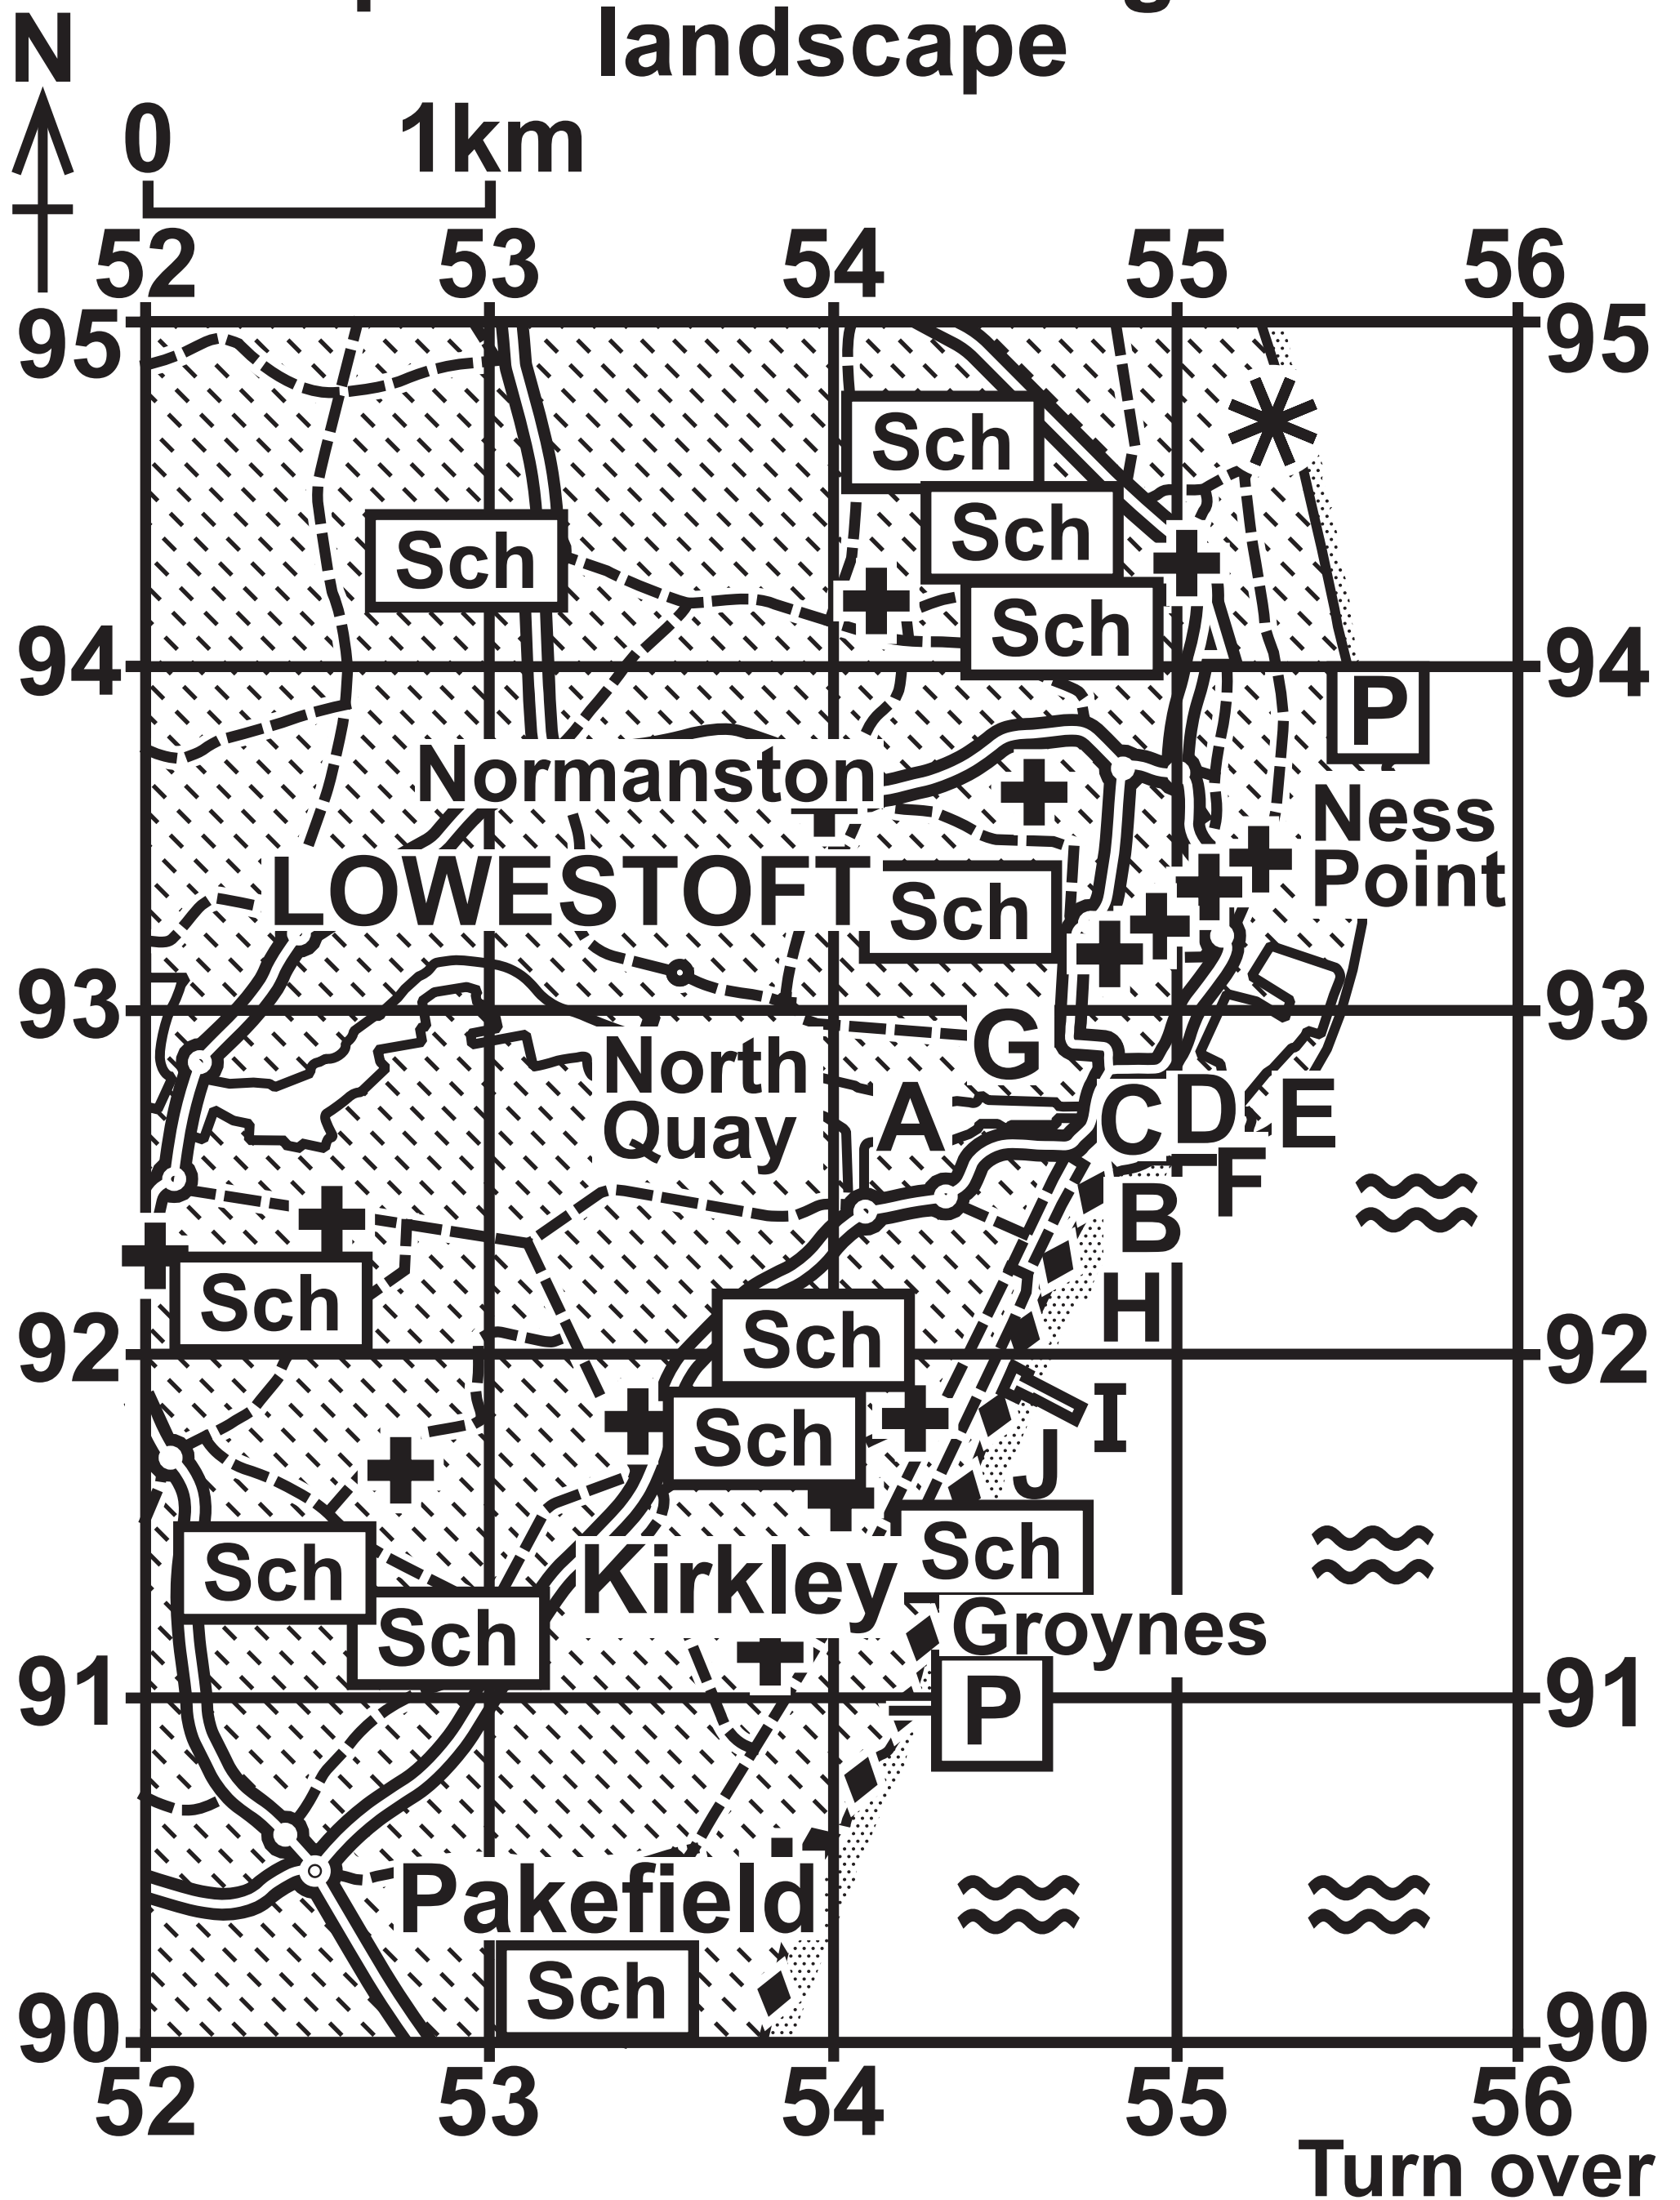 landscape
N
0 1km
52 53 54 55 56
95 95
Sch
Sch
Sch
Sch
94 94
P
Normanston
Ness
Point
LOWESTOFT
Sch
93 93
G
North
Quay
A
C
D
E
F
B
Sch
H
Sch
92 92
I
Sch
J
Sch
Sch
Kirkley
Sch
Groynes
91 91
P
Pakefield
Sch
90 90
52 53 54 55 56
Turn over